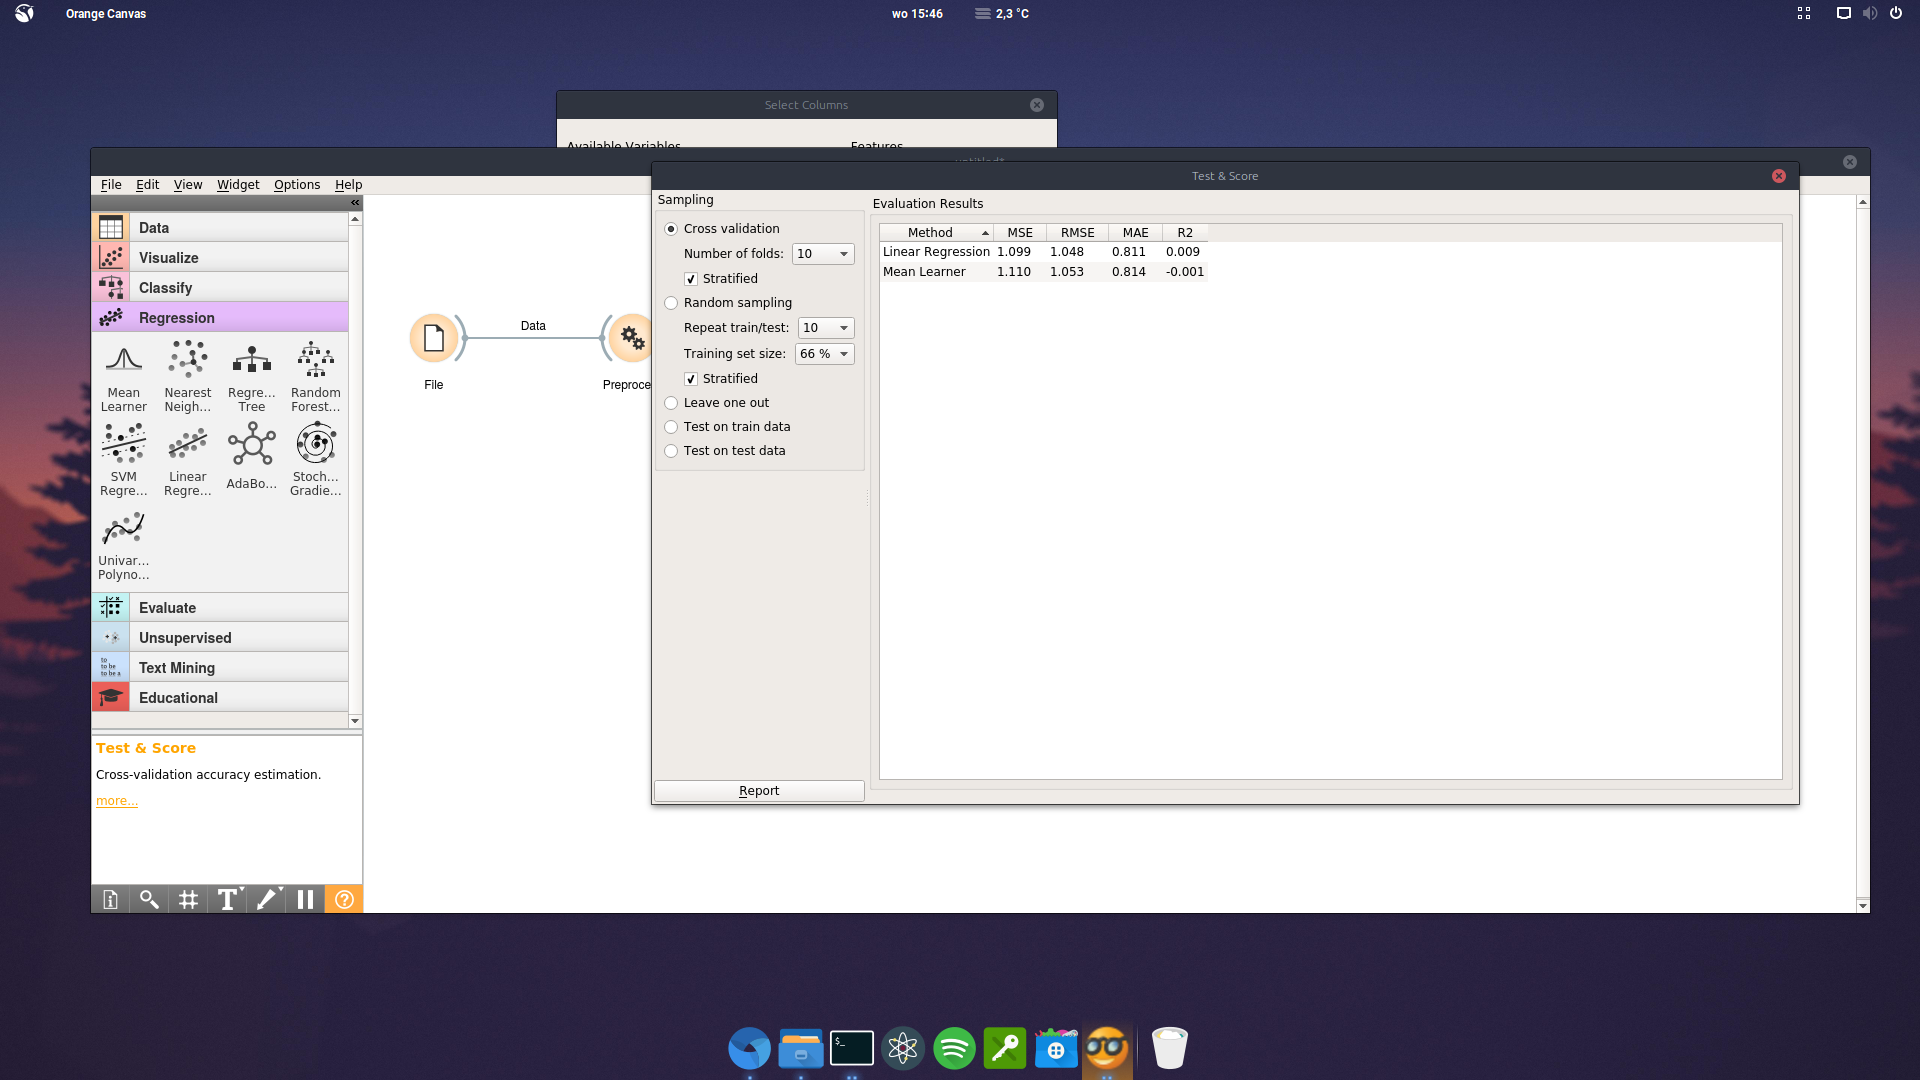 Orange Canvas
wo 15:46
2,3 °C
Select Columns
Available Variables
Features
untitled*
File Edit View Widget Options Help
Data
Visualize
Classify
Regression
Mean Learner
Nearest Neigh...
Regre... Tree
Random Forest...
SVM Regre...
Linear Regre...
AdaBo...
Stoch... Gradie...
Univar... Polyno...
Evaluate
Unsupervised
to
to be
to be a
Text Mining
Educational
Test & Score
Cross-validation accuracy estimation.
more...
File
Data
Preproce
Test & Score
Sampling
Cross validation
Number of folds: 10
Stratified
Random sampling
Repeat train/test: 10
Training set size: 66 %
Stratified
Leave one out
Test on train data
Test on test data
Report
Evaluation Results
Method MSE RMSE MAE R2
Linear Regression 1.099 1.048 0.811 0.009
Mean Learner 1.110 1.053 0.814 -0.001
T
$_